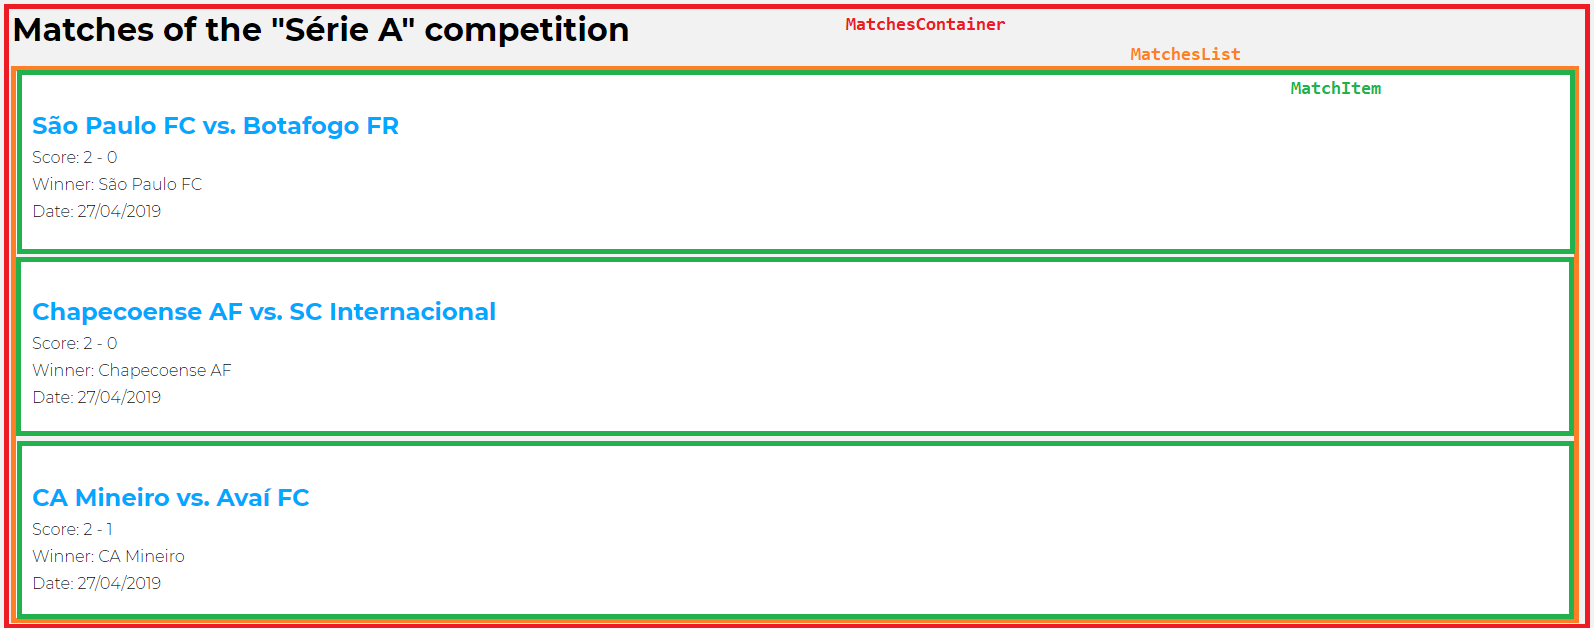 Matches of the "Série A" competition
MatchesContainer
MatchesList
MatchItem
São Paulo FC vs. Botafogo FR
Score: 2 - 0
Winner: São Paulo FC
Date: 27/04/2019
Chapecoense AF vs. SC Internacional
Score: 2 - 0
Winner: Chapecoense AF
Date: 27/04/2019
CA Mineiro vs. Avaí FC
Score: 2 - 1
Winner: CA Mineiro
Date: 27/04/2019